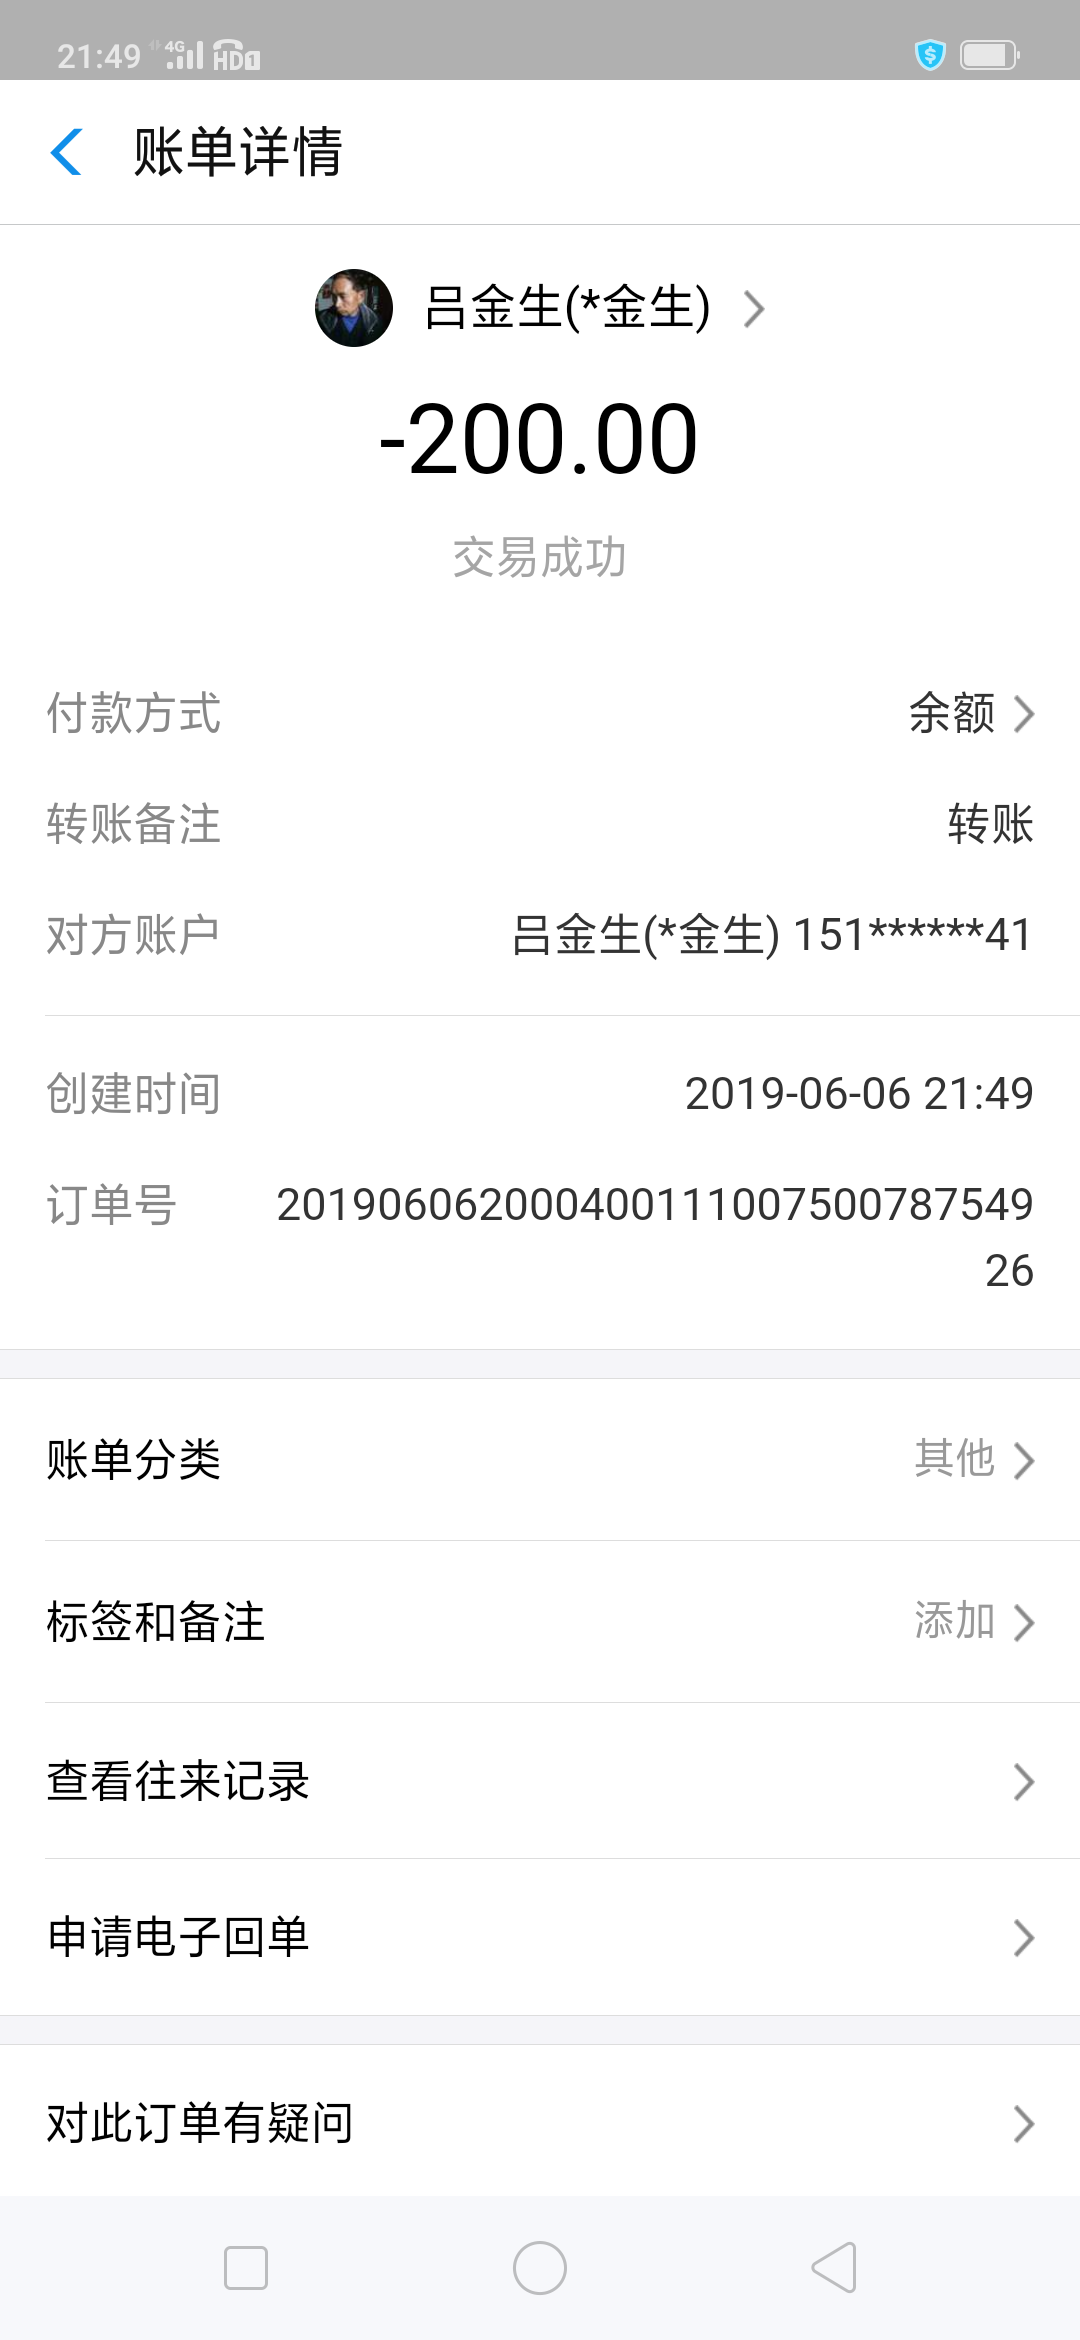 21:49 4G HD1
账单详情
吕金生(*金生)
-200.00
交易成功
付款方式 余额
转账备注 转账
对方账户 吕金生(*金生) 151******41
创建时间 2019-06-06 21:49
订单号 201906062000400111007500787549
26
账单分类 其他
标签和备注 添加
查看往来记录
申请电子回单
对此订单有疑问